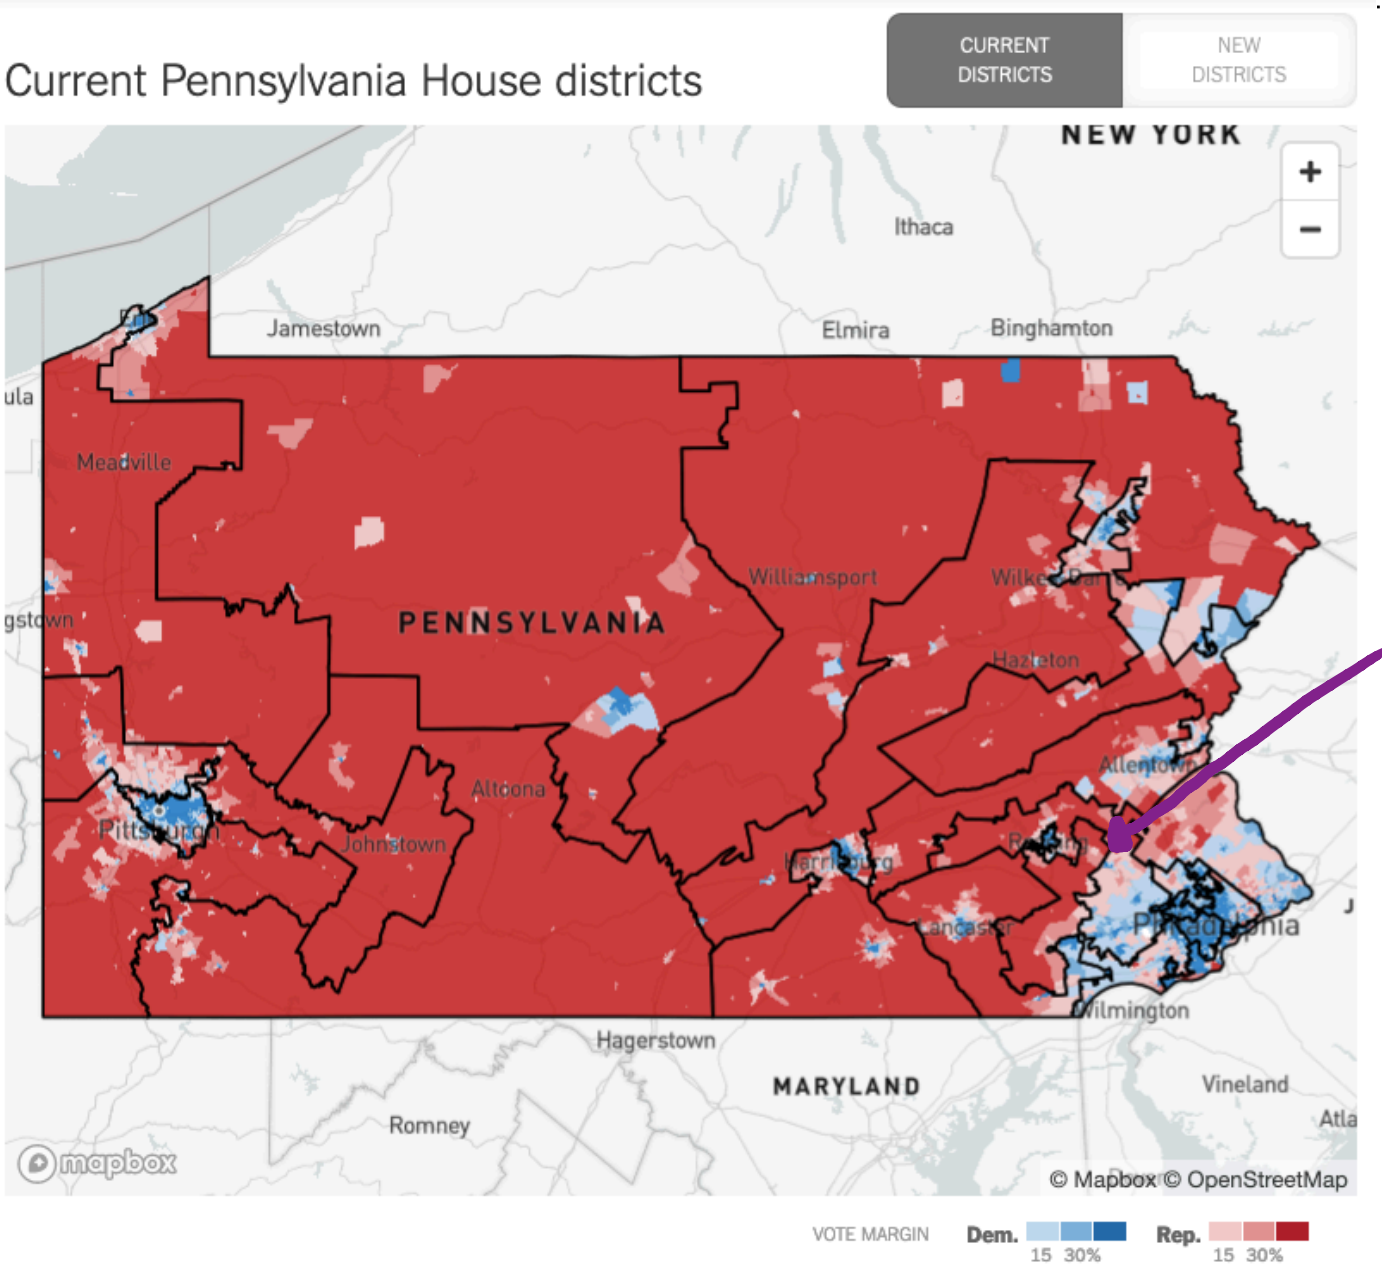 CURRENT
DISTRICTS
NEW
DISTRICTS
Current Pennsylvania House districts
NEW YORK
+
Ithaca
−
Jamestown
Elmira
Binghamton
Erie
ula
Meadville
Williamsport
Wilkes-Barre
gstown
PENNSYLVANIA
Hazleton
Allentown
Altoona
Pittsburgh
Johnstown
Harrisburg
Reading
Lancaster
Philadelphia
J
Wilmington
Hagerstown
MARYLAND
Vineland
Romney
Atla
mapbox
© Mapbox © OpenStreetMap
VOTE MARGIN Dem. Rep.
15 30% 15 30%